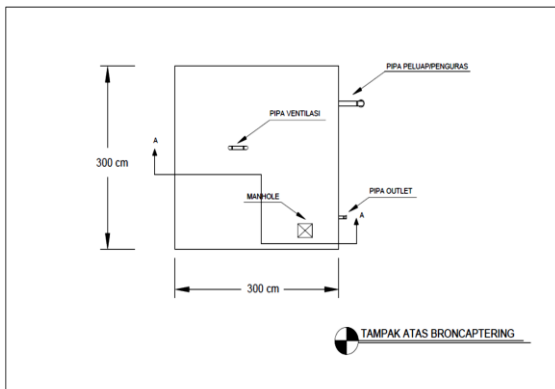 PIPA PELUAP/PENGURAS
PIPA VENTILASI
A
300 cm
MANHOLE
PIPA OUTLET
A
300 cm
TAMPAK ATAS BRONCAPTERING